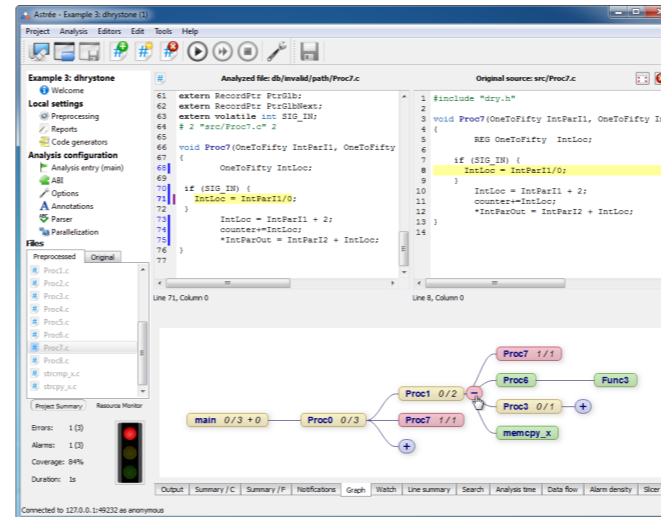 Astrée - Example 3: dhrystone (1)
Project Analysis Editors Edit Tools Help
Example 3: dhrystone
Welcome
Local settings
Preprocessing
Reports
Code generators
Analysis configuration
Analysis entry (main)
ABI
Options
Annotations
Parser
Parallelization
Files
Preprocessed Original
Proc1.c
Proc2.c
Proc3.c
Proc4.c
Proc5.c
Proc6.c
Proc7.c
Proc8.c
strcmp_x.c
strcpy_x.c
Project Summary Resource Monitor
Errors: 1 (3)
Alarms: 1 (3)
Coverage: 84%
Duration: 1s
Analyzed file: db/invalid/path/Proc7.c
61 extern RecordPtr PtrGlb;
62 extern RecordPtr PtrGlbNext;
63 extern volatile int SIG_IN;
64 # 2 "src/Proc7.c" 2
65
66 void Proc7(OneToFifty IntParI1, OneToFifty
67 {
68 OneToFifty IntLoc;
69
70 if (SIG_IN) {
71 IntLoc = IntParI1/0;
72 }
73 IntLoc = IntParI1 + 2;
74 counter+=IntLoc;
75 *IntParOut = IntParI2 + IntLoc;
76 }
77
Line 71, Column 0
Original source: src/Proc7.c
1 #include "dry.h"
2
3 void Proc7(OneToFifty IntParI1, OneToFifty In
4 {
5 REG OneToFifty IntLoc;
6
7 if (SIG_IN) {
8 IntLoc = IntParI1/0;
9 }
10 IntLoc = IntParI1 + 2;
11 counter+=IntLoc;
12 *IntParOut = IntParI2 + IntLoc;
13 }
14
Line 8, Column 0
main 0/3 +0
Proc0 0/3
Proc1 0/2
Proc7 1/1
Proc7 1/1
Proc6
Func3
Proc3 0/1
memcpy_x
Output Summary / C Summary / F Notifications Graph Watch Line summary Search Analysis time Data flow Alarm density Slicer
Connected to 127.0.0.1:49232 as anonymous